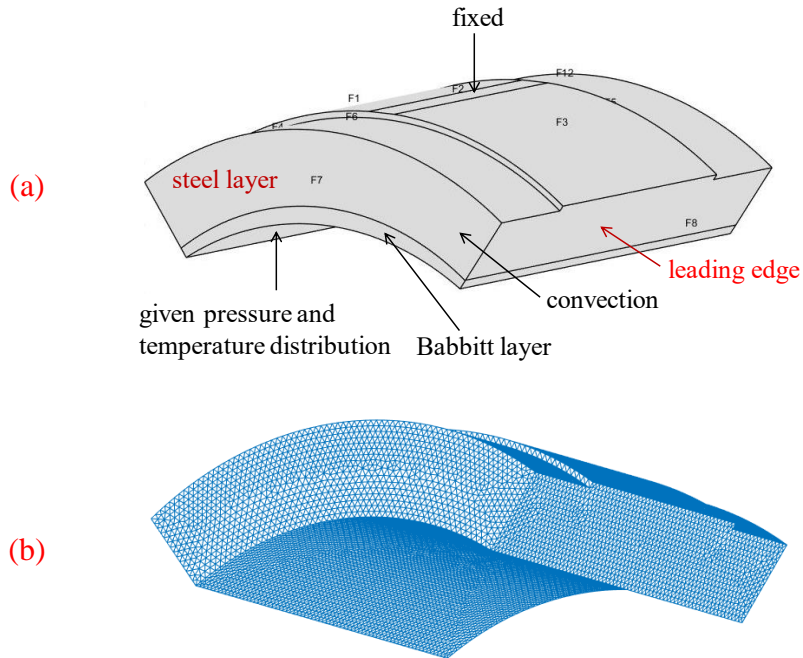 fixed
F12
F2
F1
F3
F6
(a)
steel layer
F7
F8
leading edge
given pressure and
temperature distribution
convection
Babbitt layer
(b)